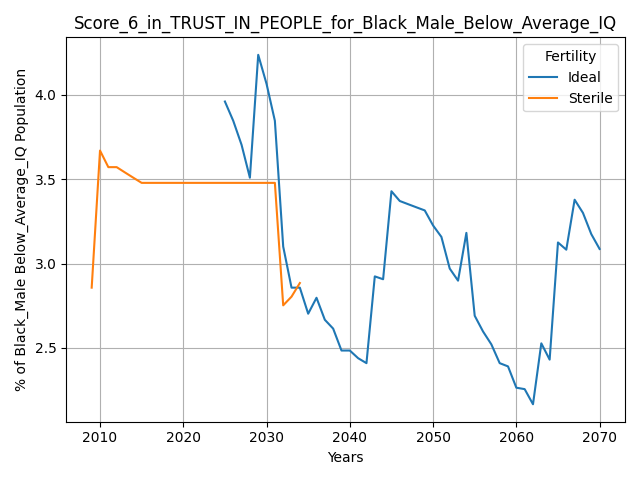 Score_6_in_TRUST_IN_PEOPLE_for_Black_Male_Below_Average_IQ
% of Black_Male Below_Average_IQ Population
4.0
3.5
3.0
2.5
Fertility
Ideal
Sterile
2010 2020 2030 2040 2050 2060 2070
Years